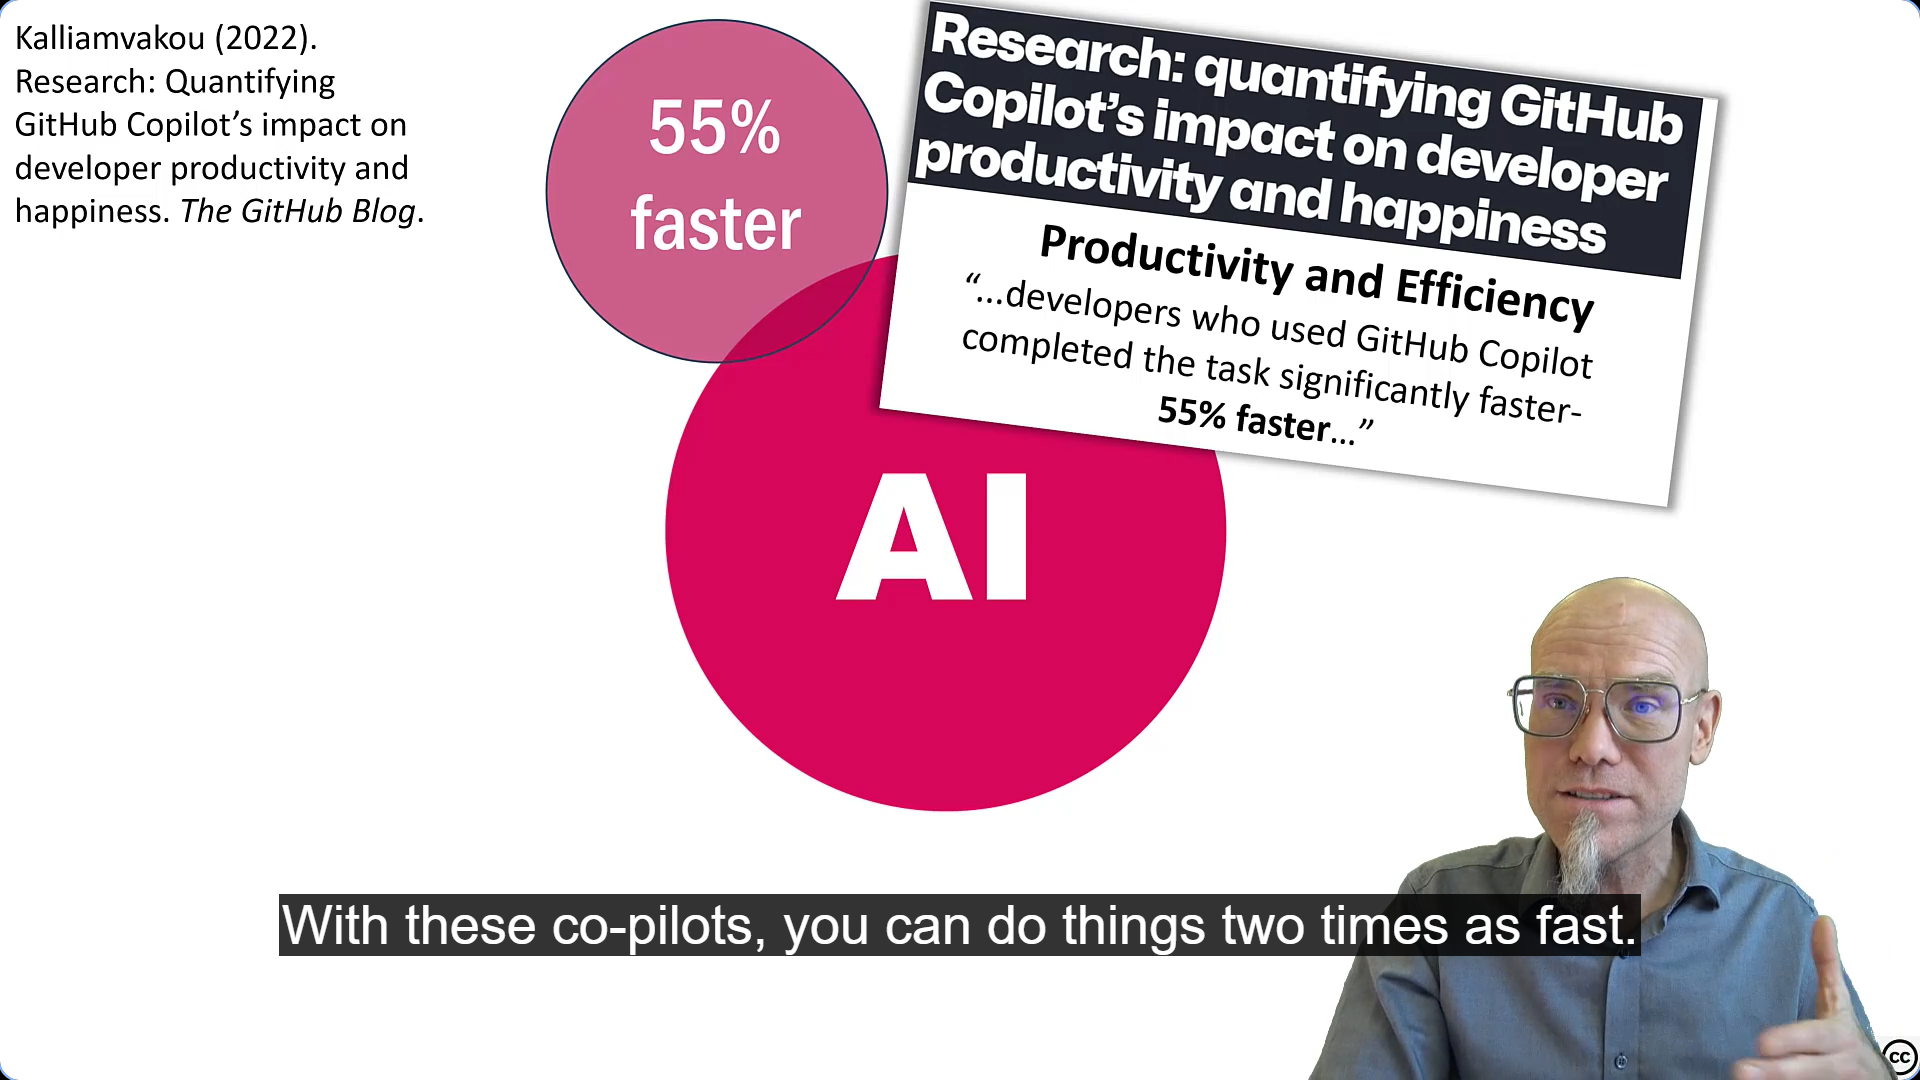 Kalliamvakou (2022).
Research: Quantifying
GitHub Copilot’s impact on
developer productivity and
happiness. The GitHub Blog.
55%
faster
Research: quantifying GitHub
Copilot’s impact on developer
productivity and happiness
Productivity and Efficiency
“...developers who used GitHub Copilot
completed the task significantly faster-
55% faster...”
AI
With these co-pilots, you can do things two times as fast.
cc